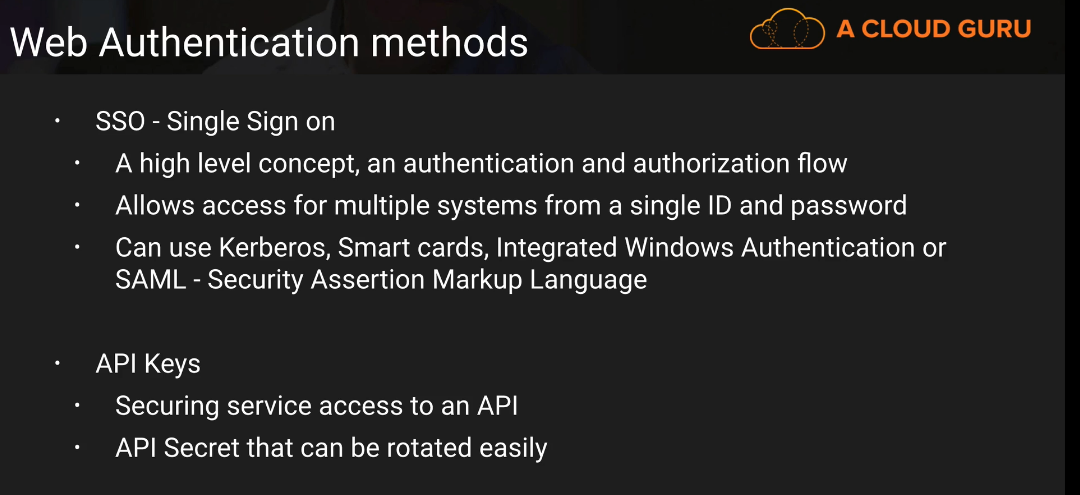 Web Authentication methods
A CLOUD GURU
· SSO - Single Sign on
· A high level concept, an authentication and authorization flow
· Allows access for multiple systems from a single ID and password
· Can use Kerberos, Smart cards, Integrated Windows Authentication or
SAML - Security Assertion Markup Language
· API Keys
· Securing service access to an API
· API Secret that can be rotated easily